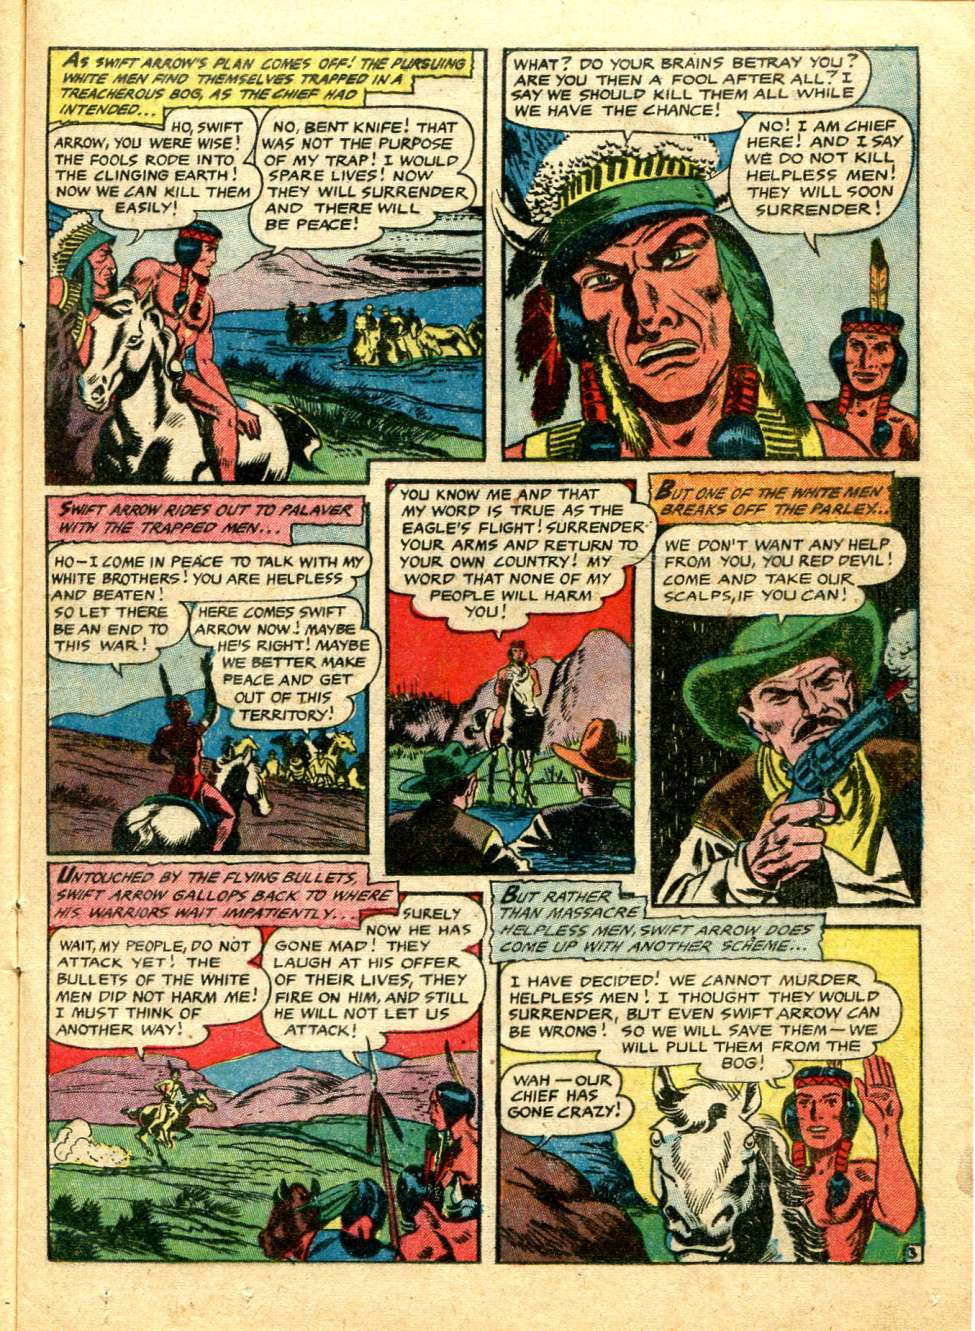 AS SWIFT ARROW'S PLAN COMES OFF! THE PURSUING
WHITE MEN FIND THEMSELVES TRAPPED IN A
TREACHEROUS BOG, AS THE CHIEF HAD
INTENDED...
HO, SWIFT
ARROW, YOU WERE WISE!
THE FOOLS RODE INTO
THE CLINGING EARTH!
NOW WE CAN KILL THEM
EASILY!
NO, BENT KNIFE! THAT
WAS NOT THE PURPOSE
OF MY TRAP! I WOULD
SPARE LIVES! NOW
THEY WILL SURRENDER
AND THERE WILL
BE PEACE!
WHAT? DO YOUR BRAINS BETRAY YOU?
ARE YOU THEN A FOOL AFTER ALL? I
SAY WE SHOULD KILL THEM ALL WHILE
WE HAVE THE CHANCE!
NO! I AM CHIEF
HERE! AND I SAY
WE DO NOT KILL
HELPLESS MEN!
THEY WILL SOON
SURRENDER!
SWIFT ARROW RIDES OUT TO PALAVER
WITH THE TRAPPED MEN...
HO-I COME IN PEACE TO TALK WITH MY
WHITE BROTHERS! YOU ARE HELPLESS
AND BEATEN!
SO LET THERE
BE AN END TO
THIS WAR!
HERE COMES SWIFT
ARROW NOW! MAYBE
HE'S RIGHT! MAYBE
WE BETTER MAKE
PEACE AND GET
OUT OF THIS
TERRITORY!
YOU KNOW ME AND THAT
MY WORD IS TRUE AS THE
EAGLE'S FLIGHT! SURRENDER
YOUR ARMS AND RETURN TO
YOUR OWN COUNTRY! MY
WORD THAT NONE OF MY
PEOPLE WILL HARM
YOU!
BUT ONE OF THE WHITE MEN
BREAKS OFF THE PARLEY...
WE DON'T WANT ANY HELP
FROM YOU, YOU RED DEVIL!
COME AND TAKE OUR
SCALPS, IF YOU CAN!
UNTOUCHED BY THE FLYING BULLETS,
SWIFT ARROW GALLOPS BACK TO WHERE
HIS WARRIORS WAIT IMPATIENTLY...
WAIT, MY PEOPLE, DO NOT
ATTACK YET! THE
BULLETS OF THE WHITE
MEN DID NOT HARM ME!
I MUST THINK OF
ANOTHER WAY!
SURELY
NOW HE HAS
GONE MAD! THEY
LAUGH AT HIS OFFER
OF THEIR LIVES, THEY
FIRE ON HIM, AND STILL
HE WILL NOT LET US
ATTACK!
BUT RATHER
THAN MASSACRE
HELPLESS MEN, SWIFT ARROW DOES
COME UP WITH ANOTHER SCHEME...
I HAVE DECIDED! WE CANNOT MURDER
HELPLESS MEN! I THOUGHT THEY WOULD
SURRENDER, BUT EVEN SWIFT ARROW CAN
BE WRONG! SO WE WILL SAVE THEM-WE
WILL PULL THEM FROM THE
BOG!
WAH-OUR
CHIEF HAS
GONE CRAZY!
3